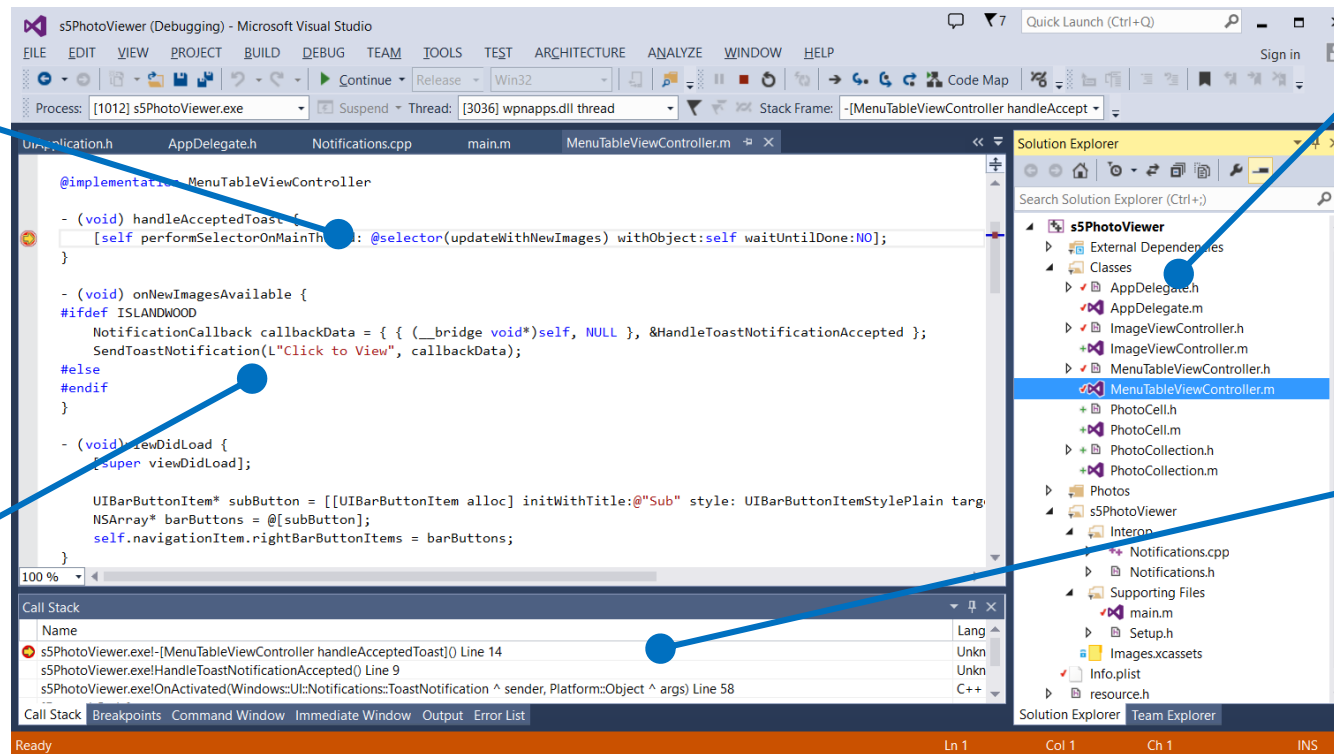 s5PhotoViewer (Debugging) - Microsoft Visual Studio
7
Quick Launch (Ctrl+Q)
FILE EDIT VIEW PROJECT BUILD DEBUG TEAM TOOLS TEST ARCHITECTURE ANALYZE WINDOW HELP
Sign in
Continue Release Win32 Code Map
Process: [1012] s5PhotoViewer.exe Suspend Thread: [3036] wpnapps.dll thread Stack Frame: -[MenuTableViewController handleAccept
UIApplication.h AppDelegate.h Notifications.cpp main.m MenuTableViewController.m
@implementation MenuTableViewController
- (void) handleAcceptedToast {
[self performSelectorOnMainThread: @selector(updateWithNewImages) withObject:self waitUntilDone:NO];
}
- (void) onNewImagesAvailable {
#ifdef ISLANDWOOD
NotificationCallback callbackData = { { (__bridge void*)self, NULL }, &HandleToastNotificationAccepted };
SendToastNotification(L"Click to View", callbackData);
#else
#endif
}
- (void)viewDidLoad {
[super viewDidLoad];
UIBarButtonItem* subButton = [[UIBarButtonItem alloc] initWithTitle:@"Sub" style: UIBarButtonItemStylePlain targ
NSArray* barButtons = @[subButton];
self.navigationItem.rightBarButtonItems = barButtons;
}
100 %
Call Stack
Name Lang
s5PhotoViewer.exe!-[MenuTableViewController handleAcceptedToast]() Line 14 Unkn
s5PhotoViewer.exe!HandleToastNotificationAccepted() Line 9 Unkn
s5PhotoViewer.exe!OnActivated(Windows::UI::Notifications::ToastNotification ^ sender, Platform::Object ^ args) Line 58 C++
Call Stack Breakpoints Command Window Immediate Window Output Error List
Solution Explorer
Search Solution Explorer (Ctrl+;)
s5PhotoViewer
External Dependencies
Classes
AppDelegate.h
AppDelegate.m
ImageViewController.h
ImageViewController.m
MenuTableViewController.h
MenuTableViewController.m
PhotoCell.h
PhotoCell.m
PhotoCollection.h
PhotoCollection.m
Photos
s5PhotoViewer
Interop
Notifications.cpp
Notifications.h
Supporting Files
main.m
Setup.h
Images.xcassets
Info.plist
resource.h
Solution Explorer Team Explorer
Ready Ln 1 Col 1 Ch 1 INS